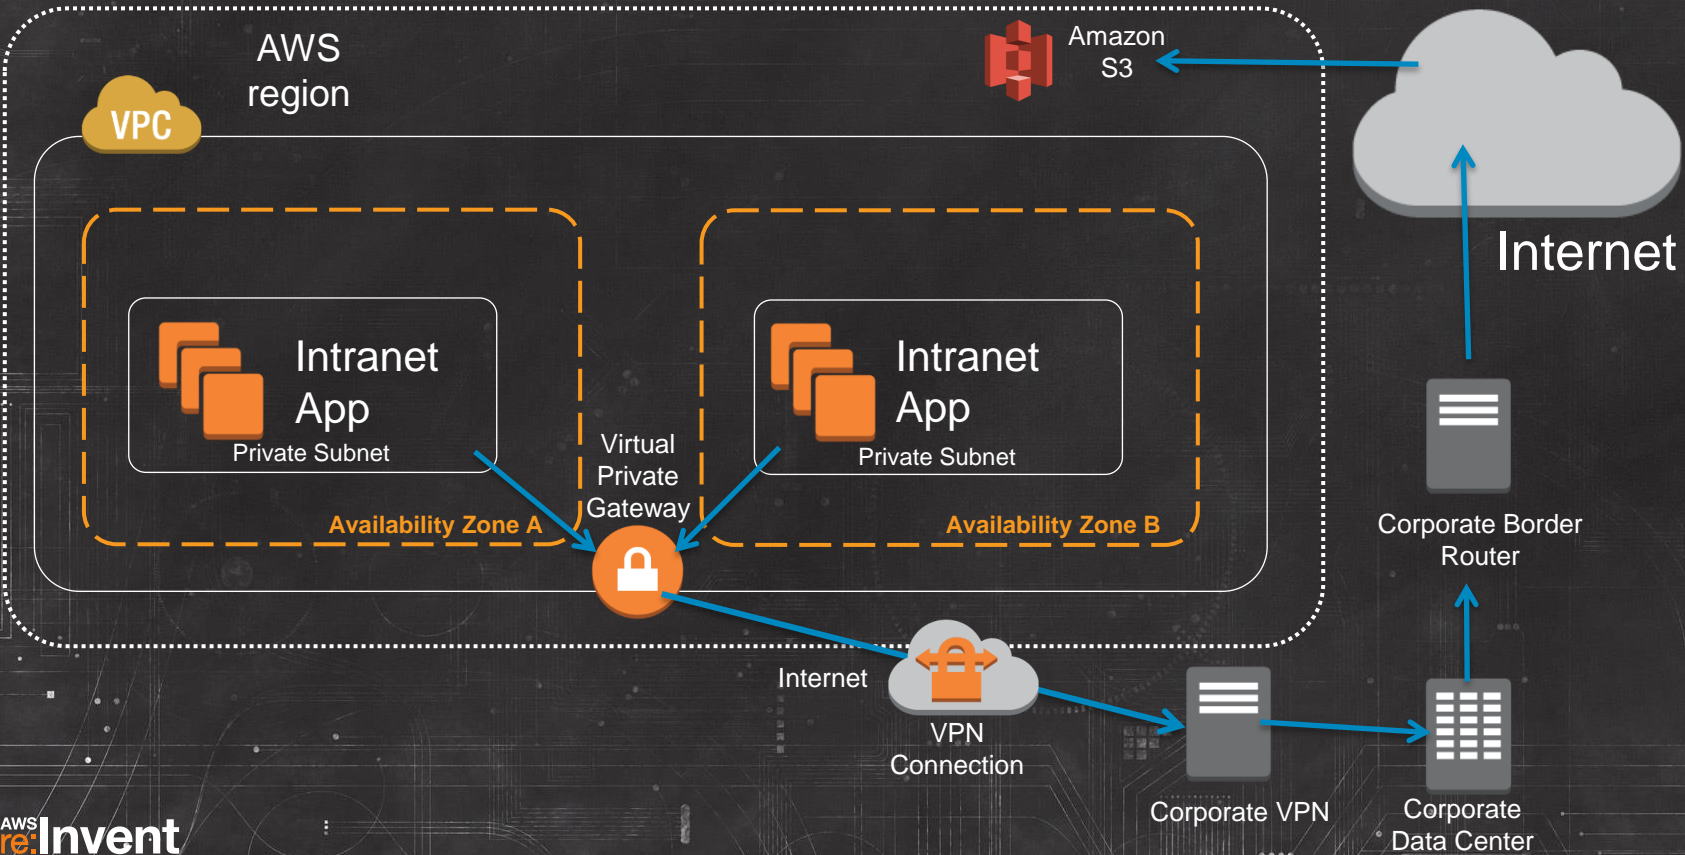 AWS
region
Amazon
S3
VPC
Internet
Intranet
App
Private Subnet
Intranet
App
Private Subnet
Virtual
Private
Gateway
Availability Zone A
Availability Zone B
Corporate Border
Router
Internet
VPN
Connection
Corporate VPN
Corporate
Data Center
AWS
re:Invent